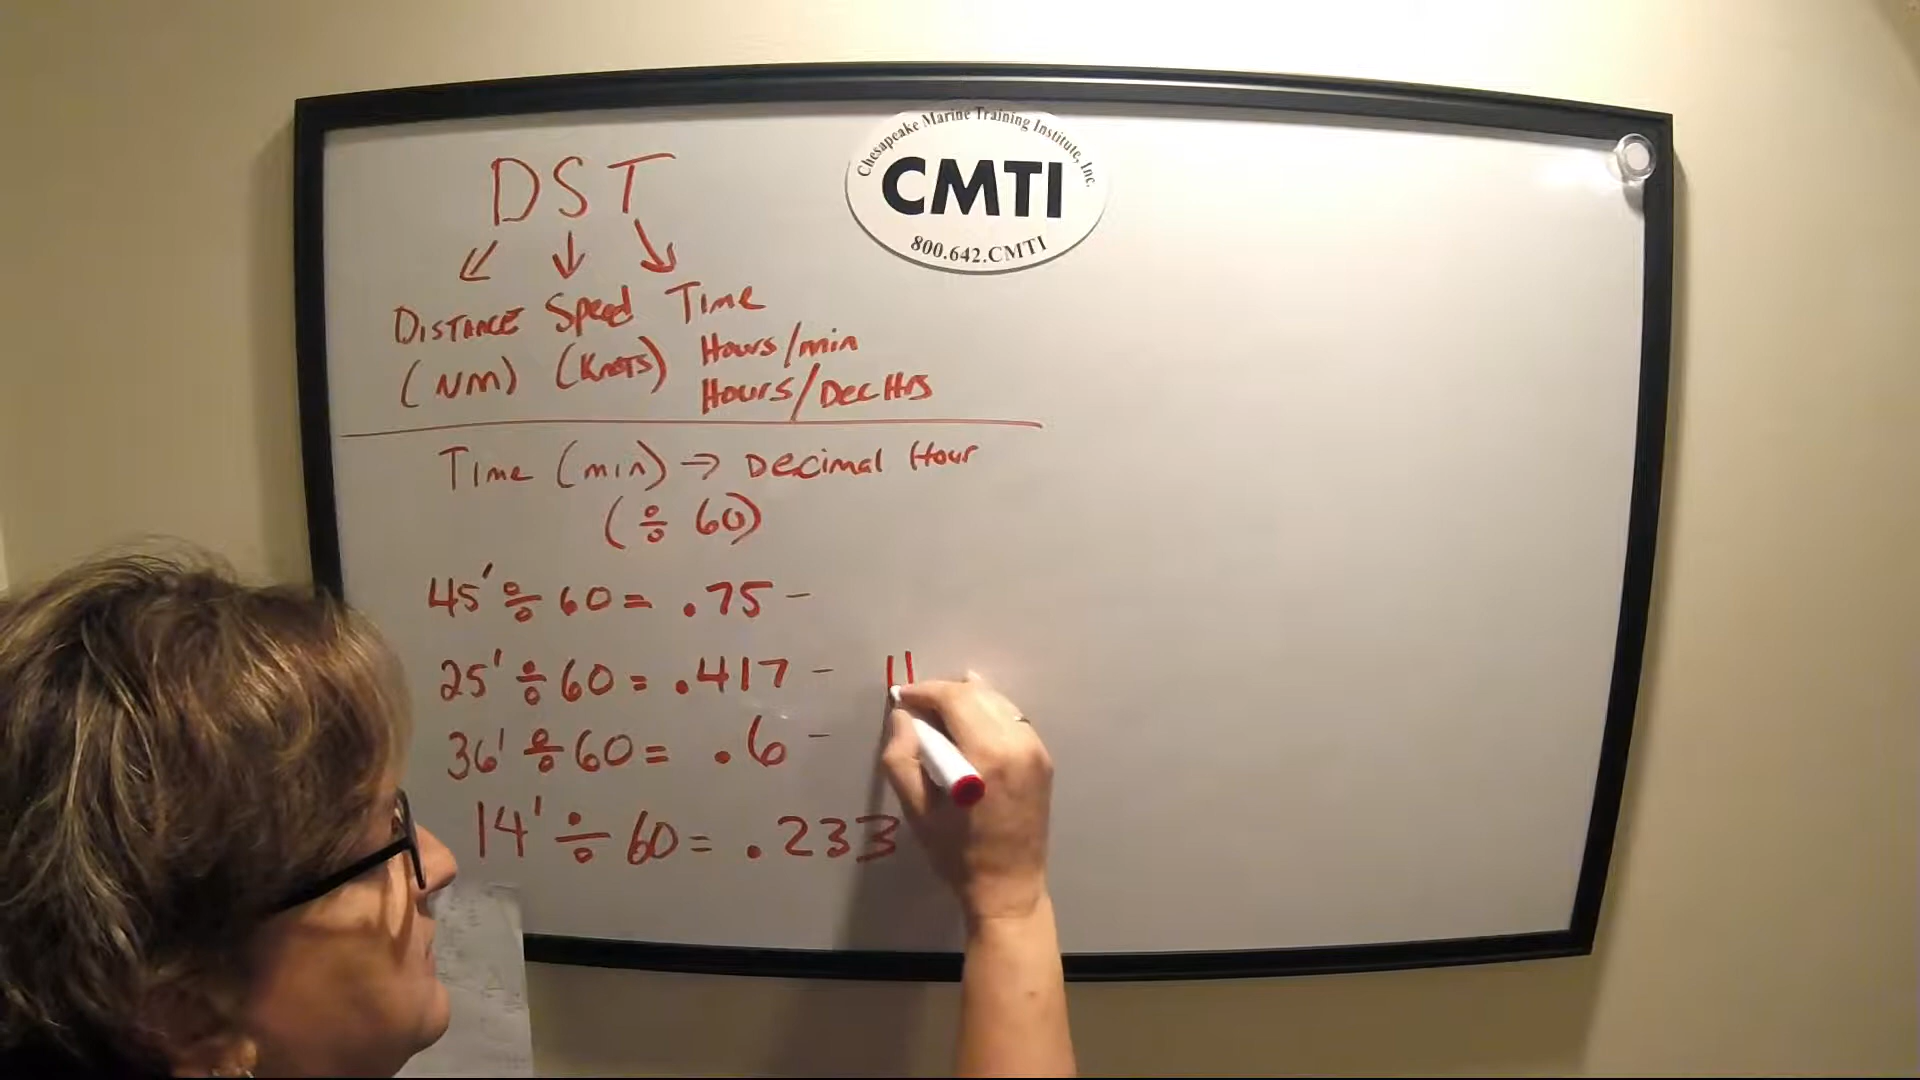 DST
Chesapeake Marine Training Institute, Inc.
CMTI
800.642.CMTI
↙ ↓ ↘
DISTANCE Speed Time
(NM) (Knots) Hours/min
Hours/Dec Hrs
Time (min) → Decimal Hour
(÷ 60)
45' ÷ 60 = .75 -
25' ÷ 60 = .417 -
36' ÷ 60 = .6 -
14' ÷ 60 = .233